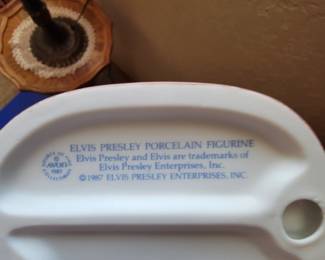 ELVIS PRESLEY PORCELAIN FIGURINE
Elvis Presley and Elvis are trademarks of
Elvis Presley Enterprises, Inc.
©1987 ELVIS PRESLEY ENTERPRISES, INC.
AVON